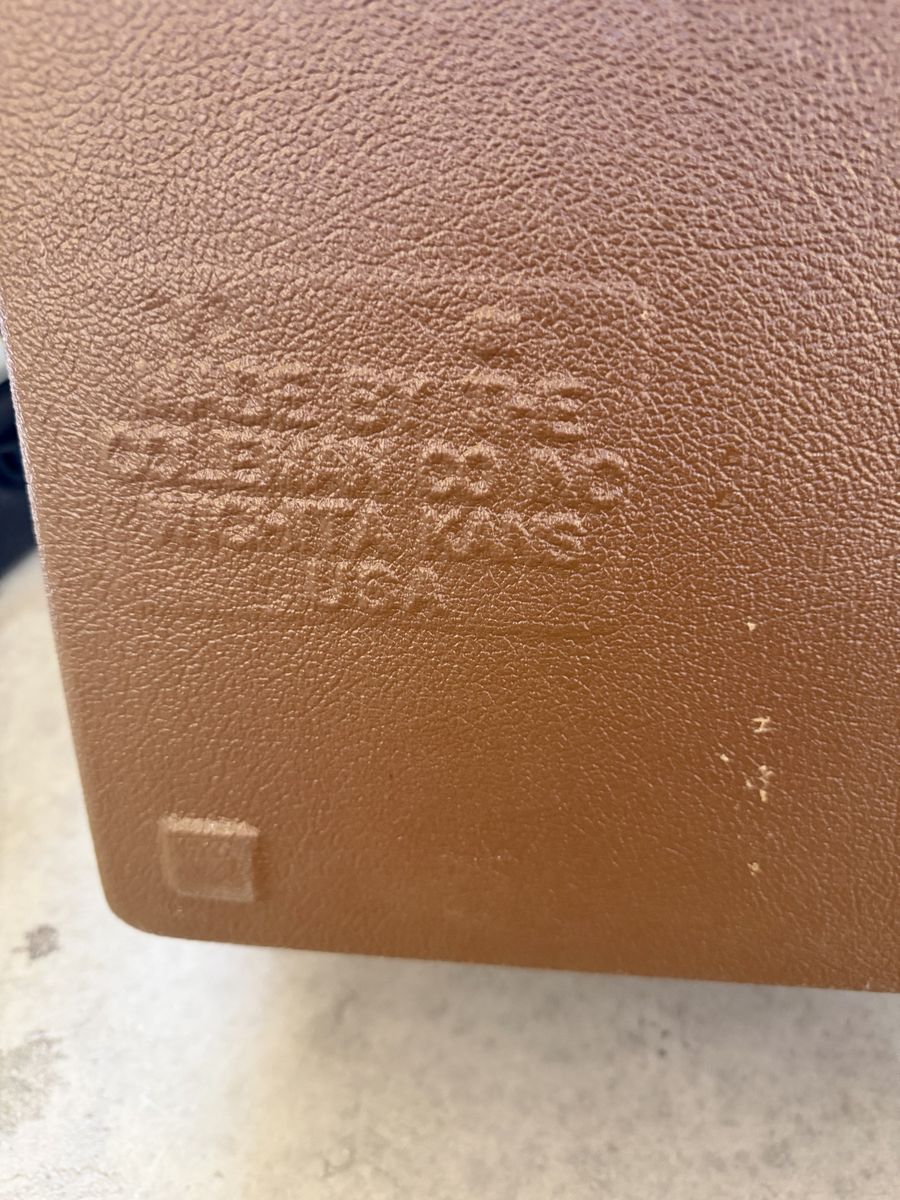 MADE BY THE
COLEMAN CO INC
WICHITA KANS
USA